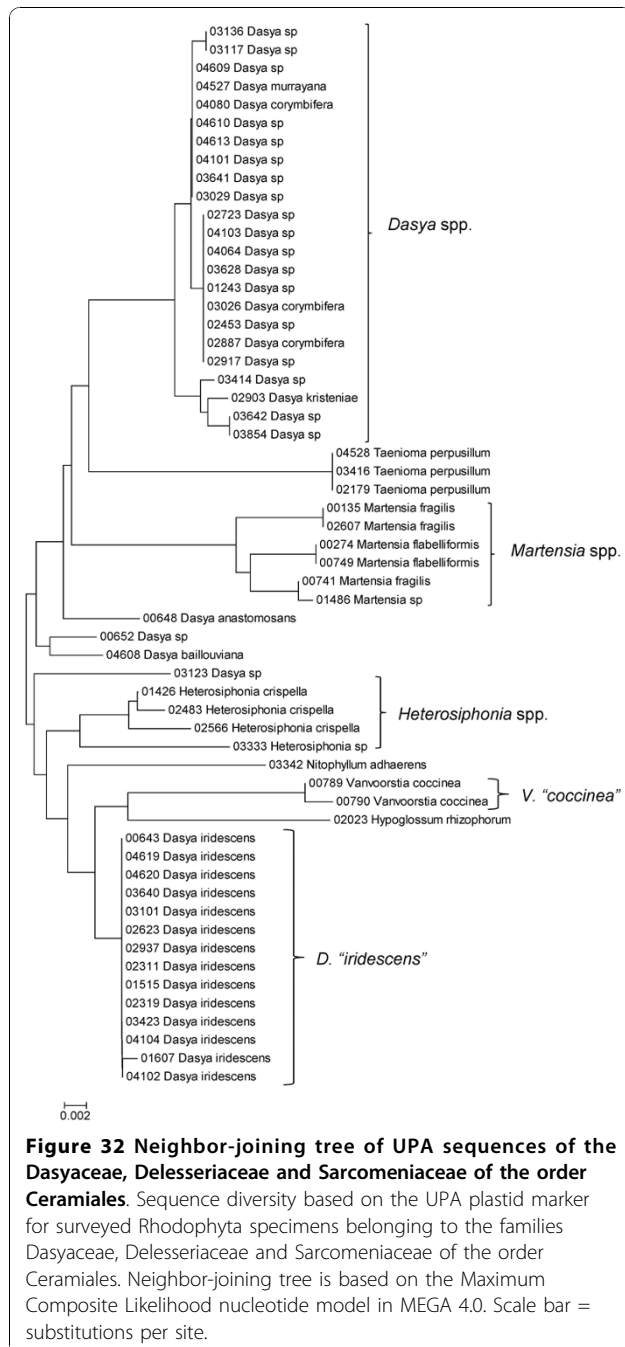 03136 Dasya sp
03117 Dasya sp
04609 Dasya sp
04527 Dasya murrayana
04080 Dasya corymbifera
04610 Dasya sp
04613 Dasya sp
04101 Dasya sp
03641 Dasya sp
03029 Dasya sp
02723 Dasya sp
04103 Dasya sp
04064 Dasya sp
03628 Dasya sp
01243 Dasya sp
03026 Dasya corymbifera
02453 Dasya sp
02887 Dasya corymbifera
02917 Dasya sp
03414 Dasya sp
02903 Dasya kristeniae
03642 Dasya sp
03854 Dasya sp
Dasya spp.
04528 Taenioma perpusillum
03416 Taenioma perpusillum
02179 Taenioma perpusillum
00135 Martensia fragilis
02607 Martensia fragilis
00274 Martensia flabelliformis
00749 Martensia flabelliformis
00741 Martensia fragilis
01486 Martensia sp
Martensia spp.
00648 Dasya anastomosans
00652 Dasya sp
04608 Dasya baillouviana
03123 Dasya sp
01426 Heterosiphonia crispella
02483 Heterosiphonia crispella
02566 Heterosiphonia crispella
03333 Heterosiphonia sp
Heterosiphonia spp.
03342 Nitophyllum adhaerens
00789 Vanvoorstia coccinea
00790 Vanvoorstia coccinea
V. “coccinea”
02023 Hypoglossum rhizophorum
00643 Dasya iridescens
04619 Dasya iridescens
04620 Dasya iridescens
03640 Dasya iridescens
03101 Dasya iridescens
02623 Dasya iridescens
02937 Dasya iridescens
02311 Dasya iridescens
01515 Dasya iridescens
02319 Dasya iridescens
03423 Dasya iridescens
04104 Dasya iridescens
01607 Dasya iridescens
04102 Dasya iridescens
D. “iridescens”
0.002
Figure 32 Neighbor-joining tree of UPA sequences of the
Dasyaceae, Delesseriaceae and Sarcomeniaceae of the order
Ceramiales. Sequence diversity based on the UPA plastid marker
for surveyed Rhodophyta specimens belonging to the families
Dasyaceae, Delesseriaceae and Sarcomeniaceae of the order
Ceramiales. Neighbor-joining tree is based on the Maximum
Composite Likelihood nucleotide model in MEGA 4.0. Scale bar =
substitutions per site.